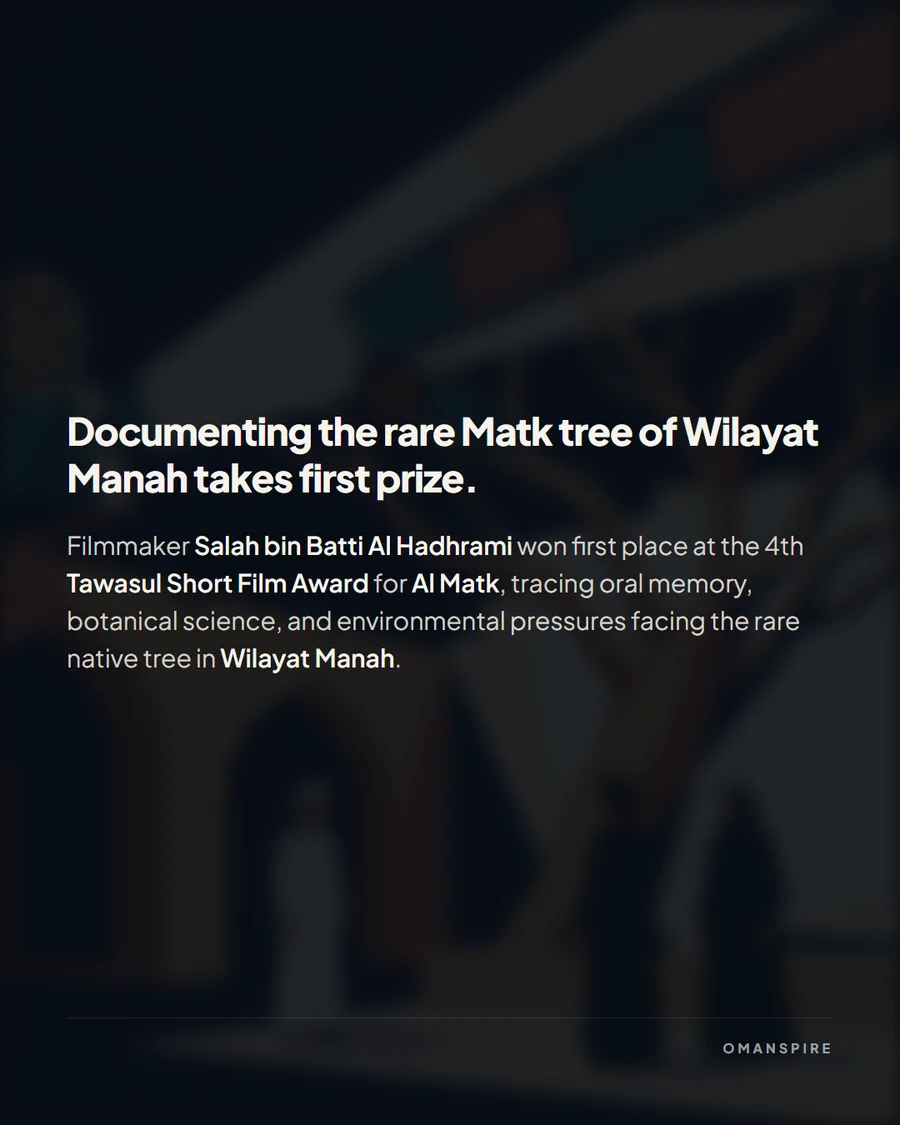 Documenting the rare Matk tree of Wilayat
Manah takes first prize.
Filmmaker Salah bin Batti Al Hadhrami won first place at the 4th
Tawasul Short Film Award for Al Matk, tracing oral memory,
botanical science, and environmental pressures facing the rare
native tree in Wilayat Manah.
OMANSPIRE